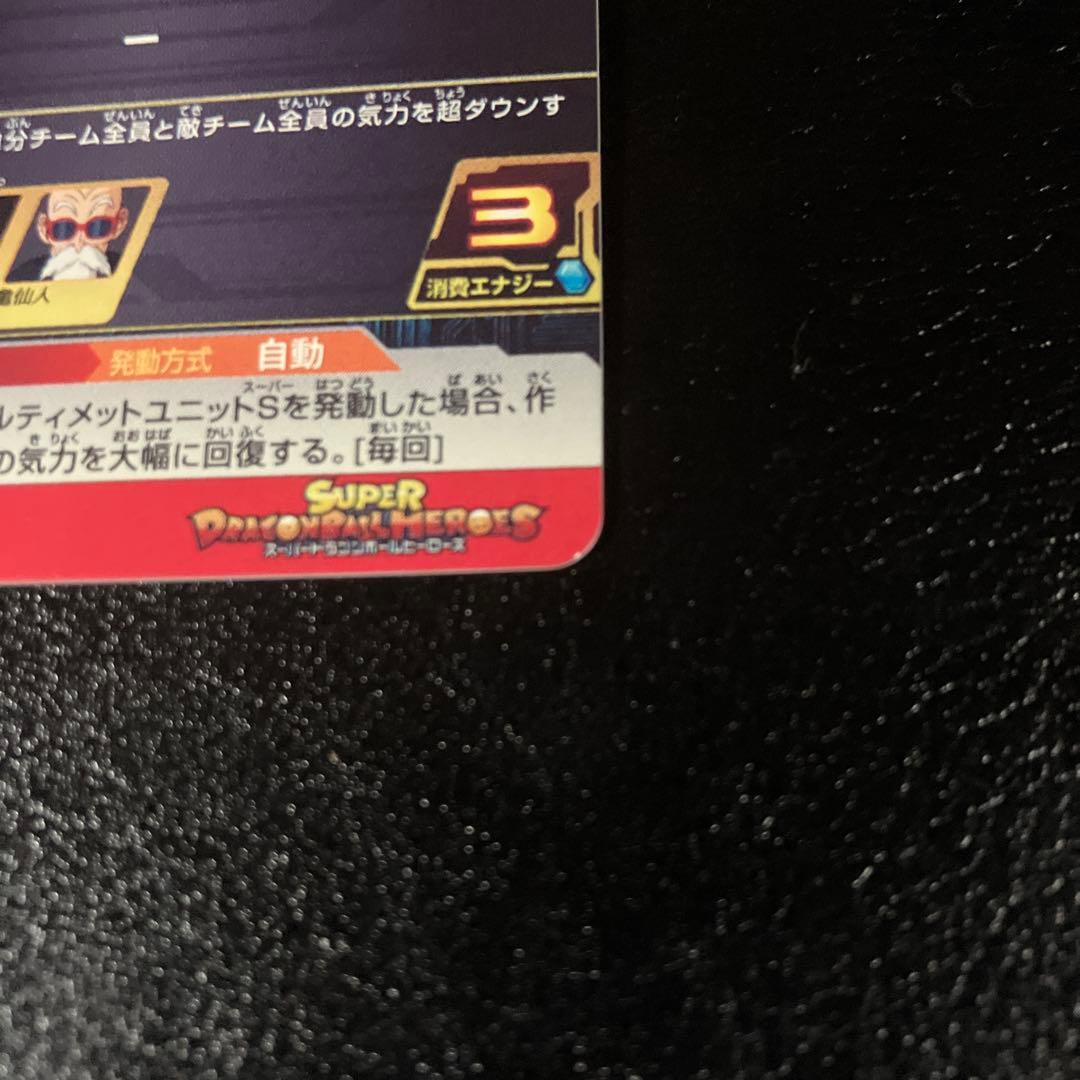 分チーム全員と敵チーム全員の気力を超ダウンす
3
消費エナジー
亀仙人
発動方式 自動
ルティメットユニットSを発動した場合、作
の気力を大幅に回復する。[毎回]
SUPER
DRAGONBALL HEROES
スーパードラゴンボールヒーローズ